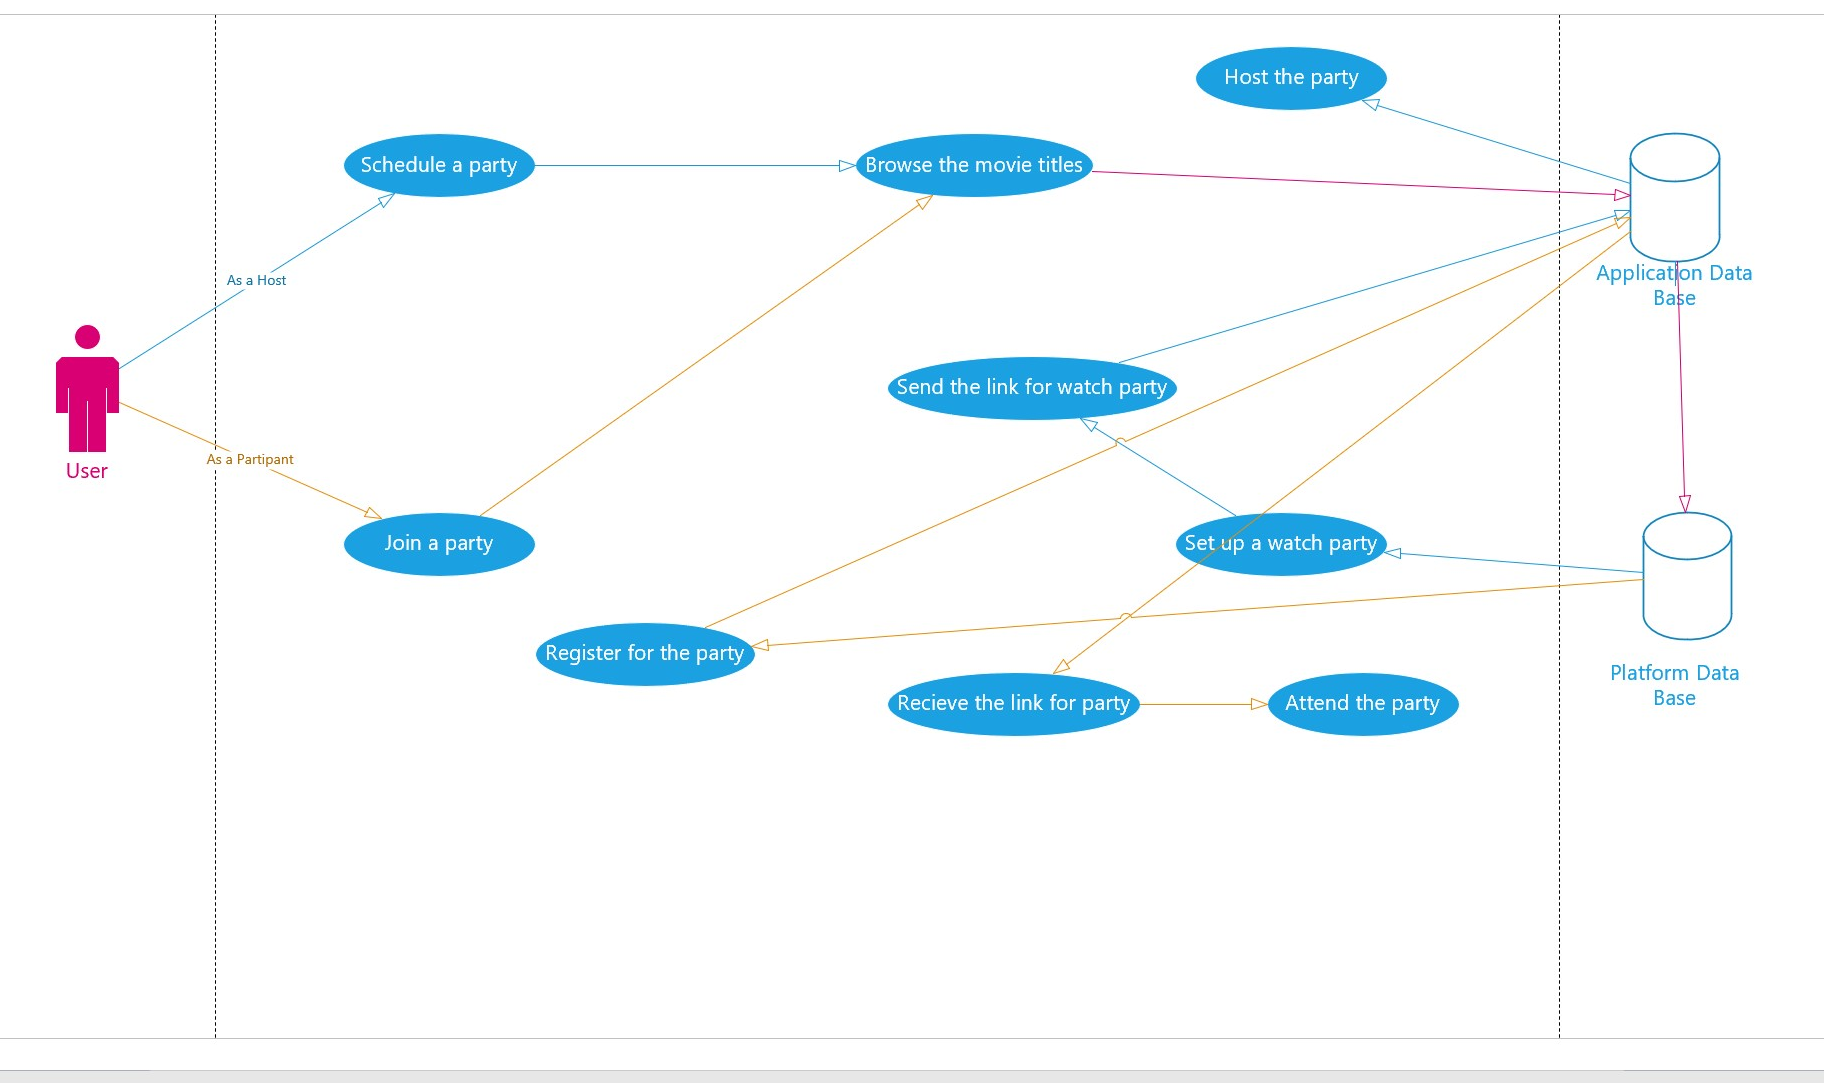 Host the party
Schedule a party
Browse the movie titles
Application Data
Base
As a Host
Send the link for watch party
As a Partipant
User
Join a party
Set up a watch party
Register for the party
Platform Data
Base
Recieve the link for party
Attend the party